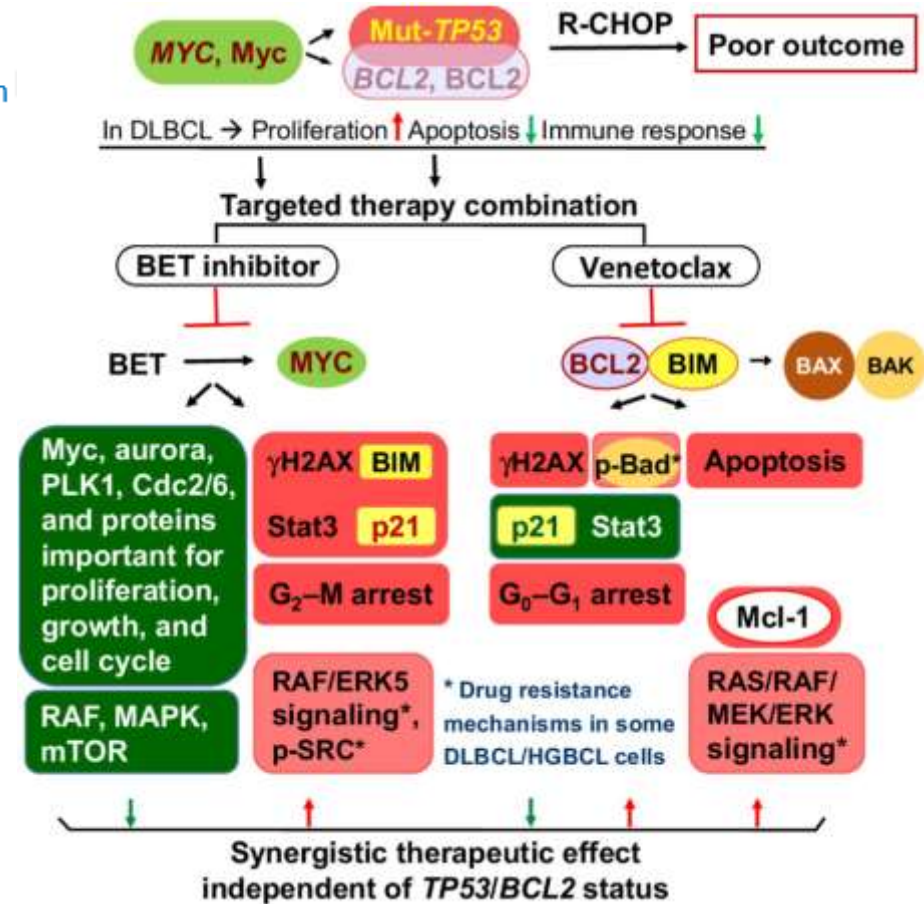 MYC, Myc
Mut-TP53
BCL2, BCL2
R-CHOP
Poor outcome
n
In DLBCL → Proliferation ↑ Apoptosis ↓ Immune response ↓
Targeted therapy combination
BET inhibitor
Venetoclax
BET
MYC
BCL2
BIM
BAX
BAK
Myc, aurora,
PLK1, Cdc2/6,
and proteins
important for
proliferation,
growth, and
cell cycle
RAF, MAPK,
mTOR
γH2AX BIM
Stat3 p21
G₂–M arrest
RAF/ERK5
signaling*,
p-SRC*
γH2AX
p-Bad*
Apoptosis
p21 Stat3
G₀–G₁ arrest
* Drug resistance
mechanisms in some
DLBCL/HGBCL cells
Mcl-1
RAS/RAF/
MEK/ERK
signaling*
Synergistic therapeutic effect
independent of TP53/BCL2 status